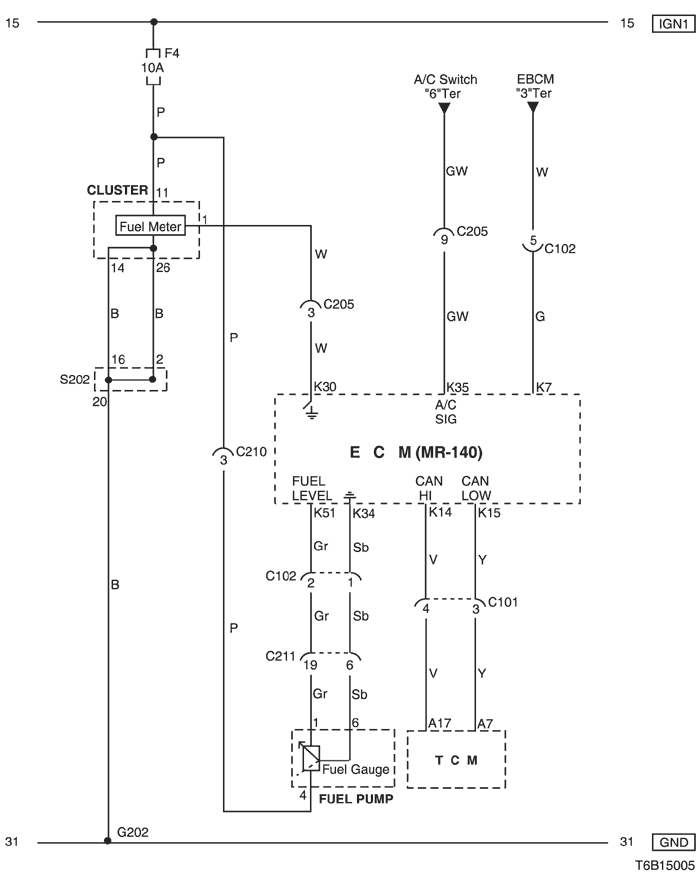 15
15 IGN1
F4
10A
A/C Switch
"6"Ter
EBCM
"3"Ter
P
P
GW
W
CLUSTER
11
Fuel Meter
1
9
C205
5
C102
14
26
W
B
B
3
C205
GW
G
P
W
16
2
S202
20
K30
K35
K7
A/C
SIG
3
C210
E C M (MR-140)
FUEL
LEVEL
CAN
HI
CAN
LOW
K51
K34
K14
K15
Gr
Sb
V
Y
C102
2
1
B
4
3
C101
Gr
Sb
P
C211
19
6
V
Y
Gr
Sb
1
6
A17
A7
Fuel Gauge
T C M
4
FUEL PUMP
G202
31
31 GND
T6B15005